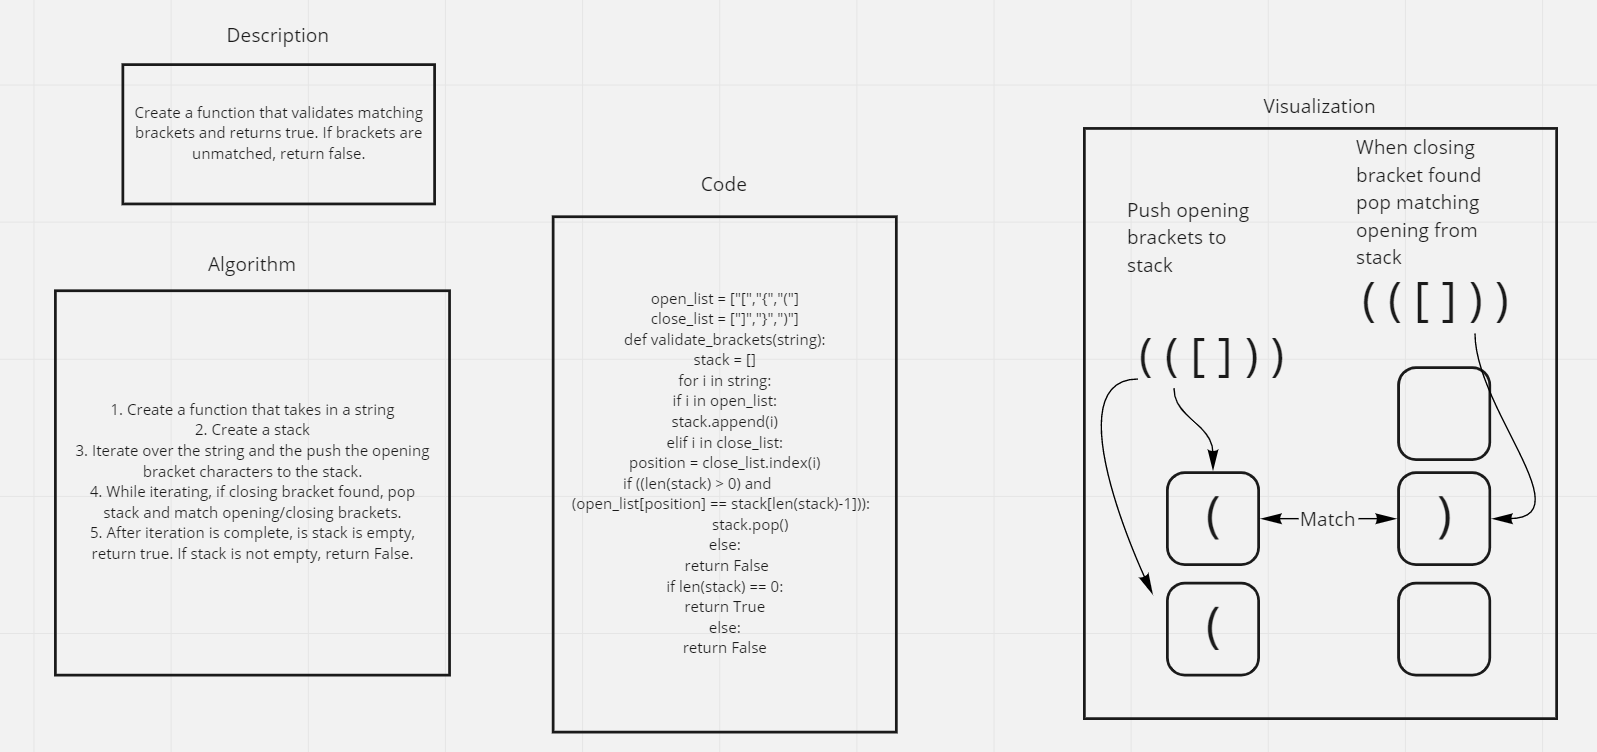 Description
Create a function that validates matching
brackets and returns true. If brackets are
unmatched, return false.
Algorithm
1. Create a function that takes in a string
2. Create a stack
3. Iterate over the string and the push the opening
bracket characters to the stack.
4. While iterating, if closing bracket found, pop
stack and match opening/closing brackets.
5. After iteration is complete, is stack is empty,
return true. If stack is not empty, return False.
Code
open_list = ["[","{","("]
close_list = ["]","}",")"]
def validate_brackets(string):
stack = []
for i in string:
if i in open_list:
stack.append(i)
elif i in close_list:
position = close_list.index(i)
if ((len(stack) > 0) and
(open_list[position] == stack[len(stack)-1])):
stack.pop()
else:
return False
if len(stack) == 0:
return True
else:
return False
Visualization
Push opening
brackets to
stack
(([]))
When closing
bracket found
pop matching
opening from
stack
(([]))
(
Match
)
(